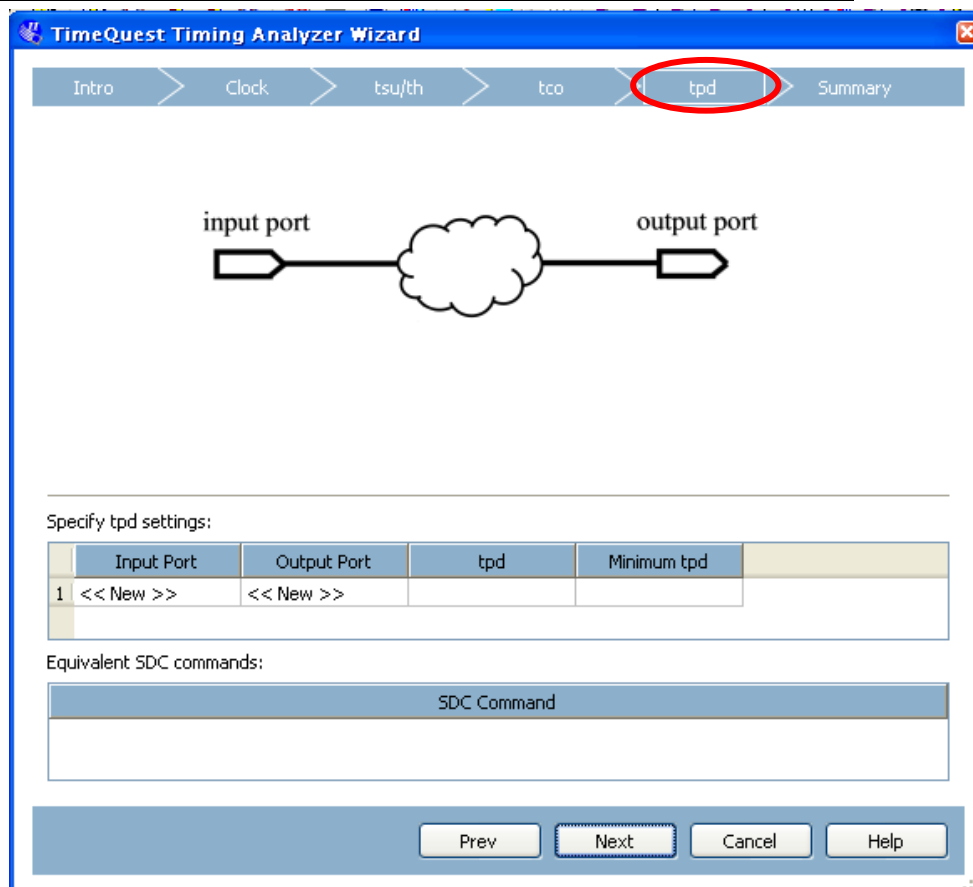 TimeQuest Timing Analyzer Wizard
Intro Clock tsu/th tco tpd Summary
input port output port
Specify tpd settings:
Input Port Output Port tpd Minimum tpd
1 << New >> << New >>
Equivalent SDC commands:
SDC Command
Prev Next Cancel Help